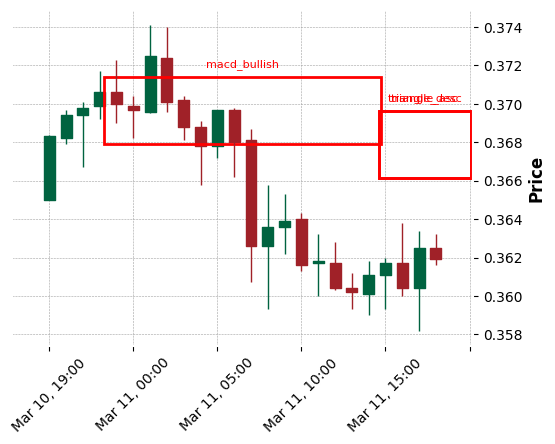 0.374
0.372
macd_bullish
0.370
0.368
0.366
0.364
0.362
0.360
0.358
Price
Mar 10, 19:00
Mar 11, 00:00
Mar 11, 05:00
Mar 11, 10:00
Mar 11, 15:00